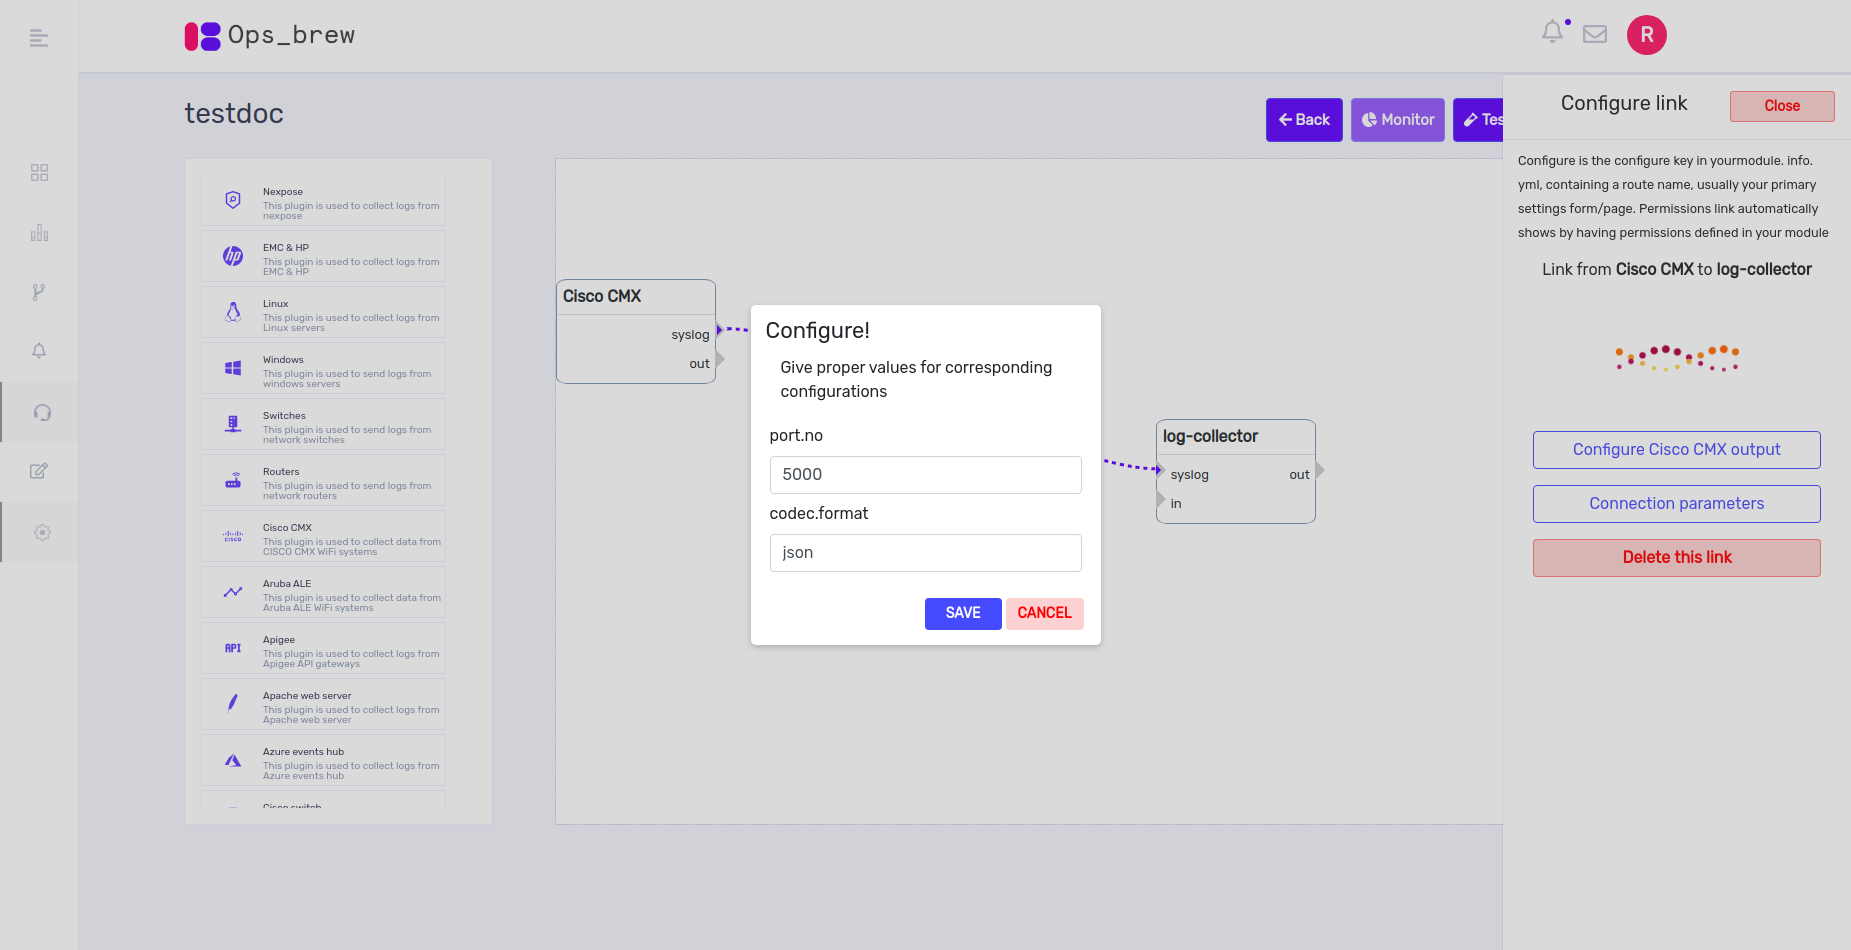 Ops_brew
R
testdoc
Back
Monitor
Tes
Nexpose
This plugin is used to collect logs from
nexpose
EMC & HP
This plugin is used to collect logs from
EMC & HP
Linux
This plugin is used to collect logs from
Linux servers
Windows
This plugin is used to send logs from
windows servers
Switches
This plugin is used to send logs from
network switches
Routers
This plugin is used to send logs from
network routers
CISCO
Cisco CMX
This plugin is used to collect data from
CISCO CMX WiFi systems
Aruba ALE
This plugin is used to collect data from
Aruba ALE WiFi systems
API
Apigee
This plugin is used to collect logs from
Apigee API gateways
Apache web server
This plugin is used to collect logs from
Apache web server
Azure events hub
This plugin is used to collect logs from
Azure events hub
Cisco switch
Cisco CMX
syslog
out
Configure!
Give proper values for corresponding
configurations
port.no
5000
codec.format
json
SAVE
CANCEL
log-collector
syslog
out
in
Configure link
Close
Configure is the configure key in yourmodule. info.
yml, containing a route name, usually your primary
settings form/page. Permissions link automatically
shows by having permissions defined in your module
Link from Cisco CMX to log-collector
Configure Cisco CMX output
Connection parameters
Delete this link